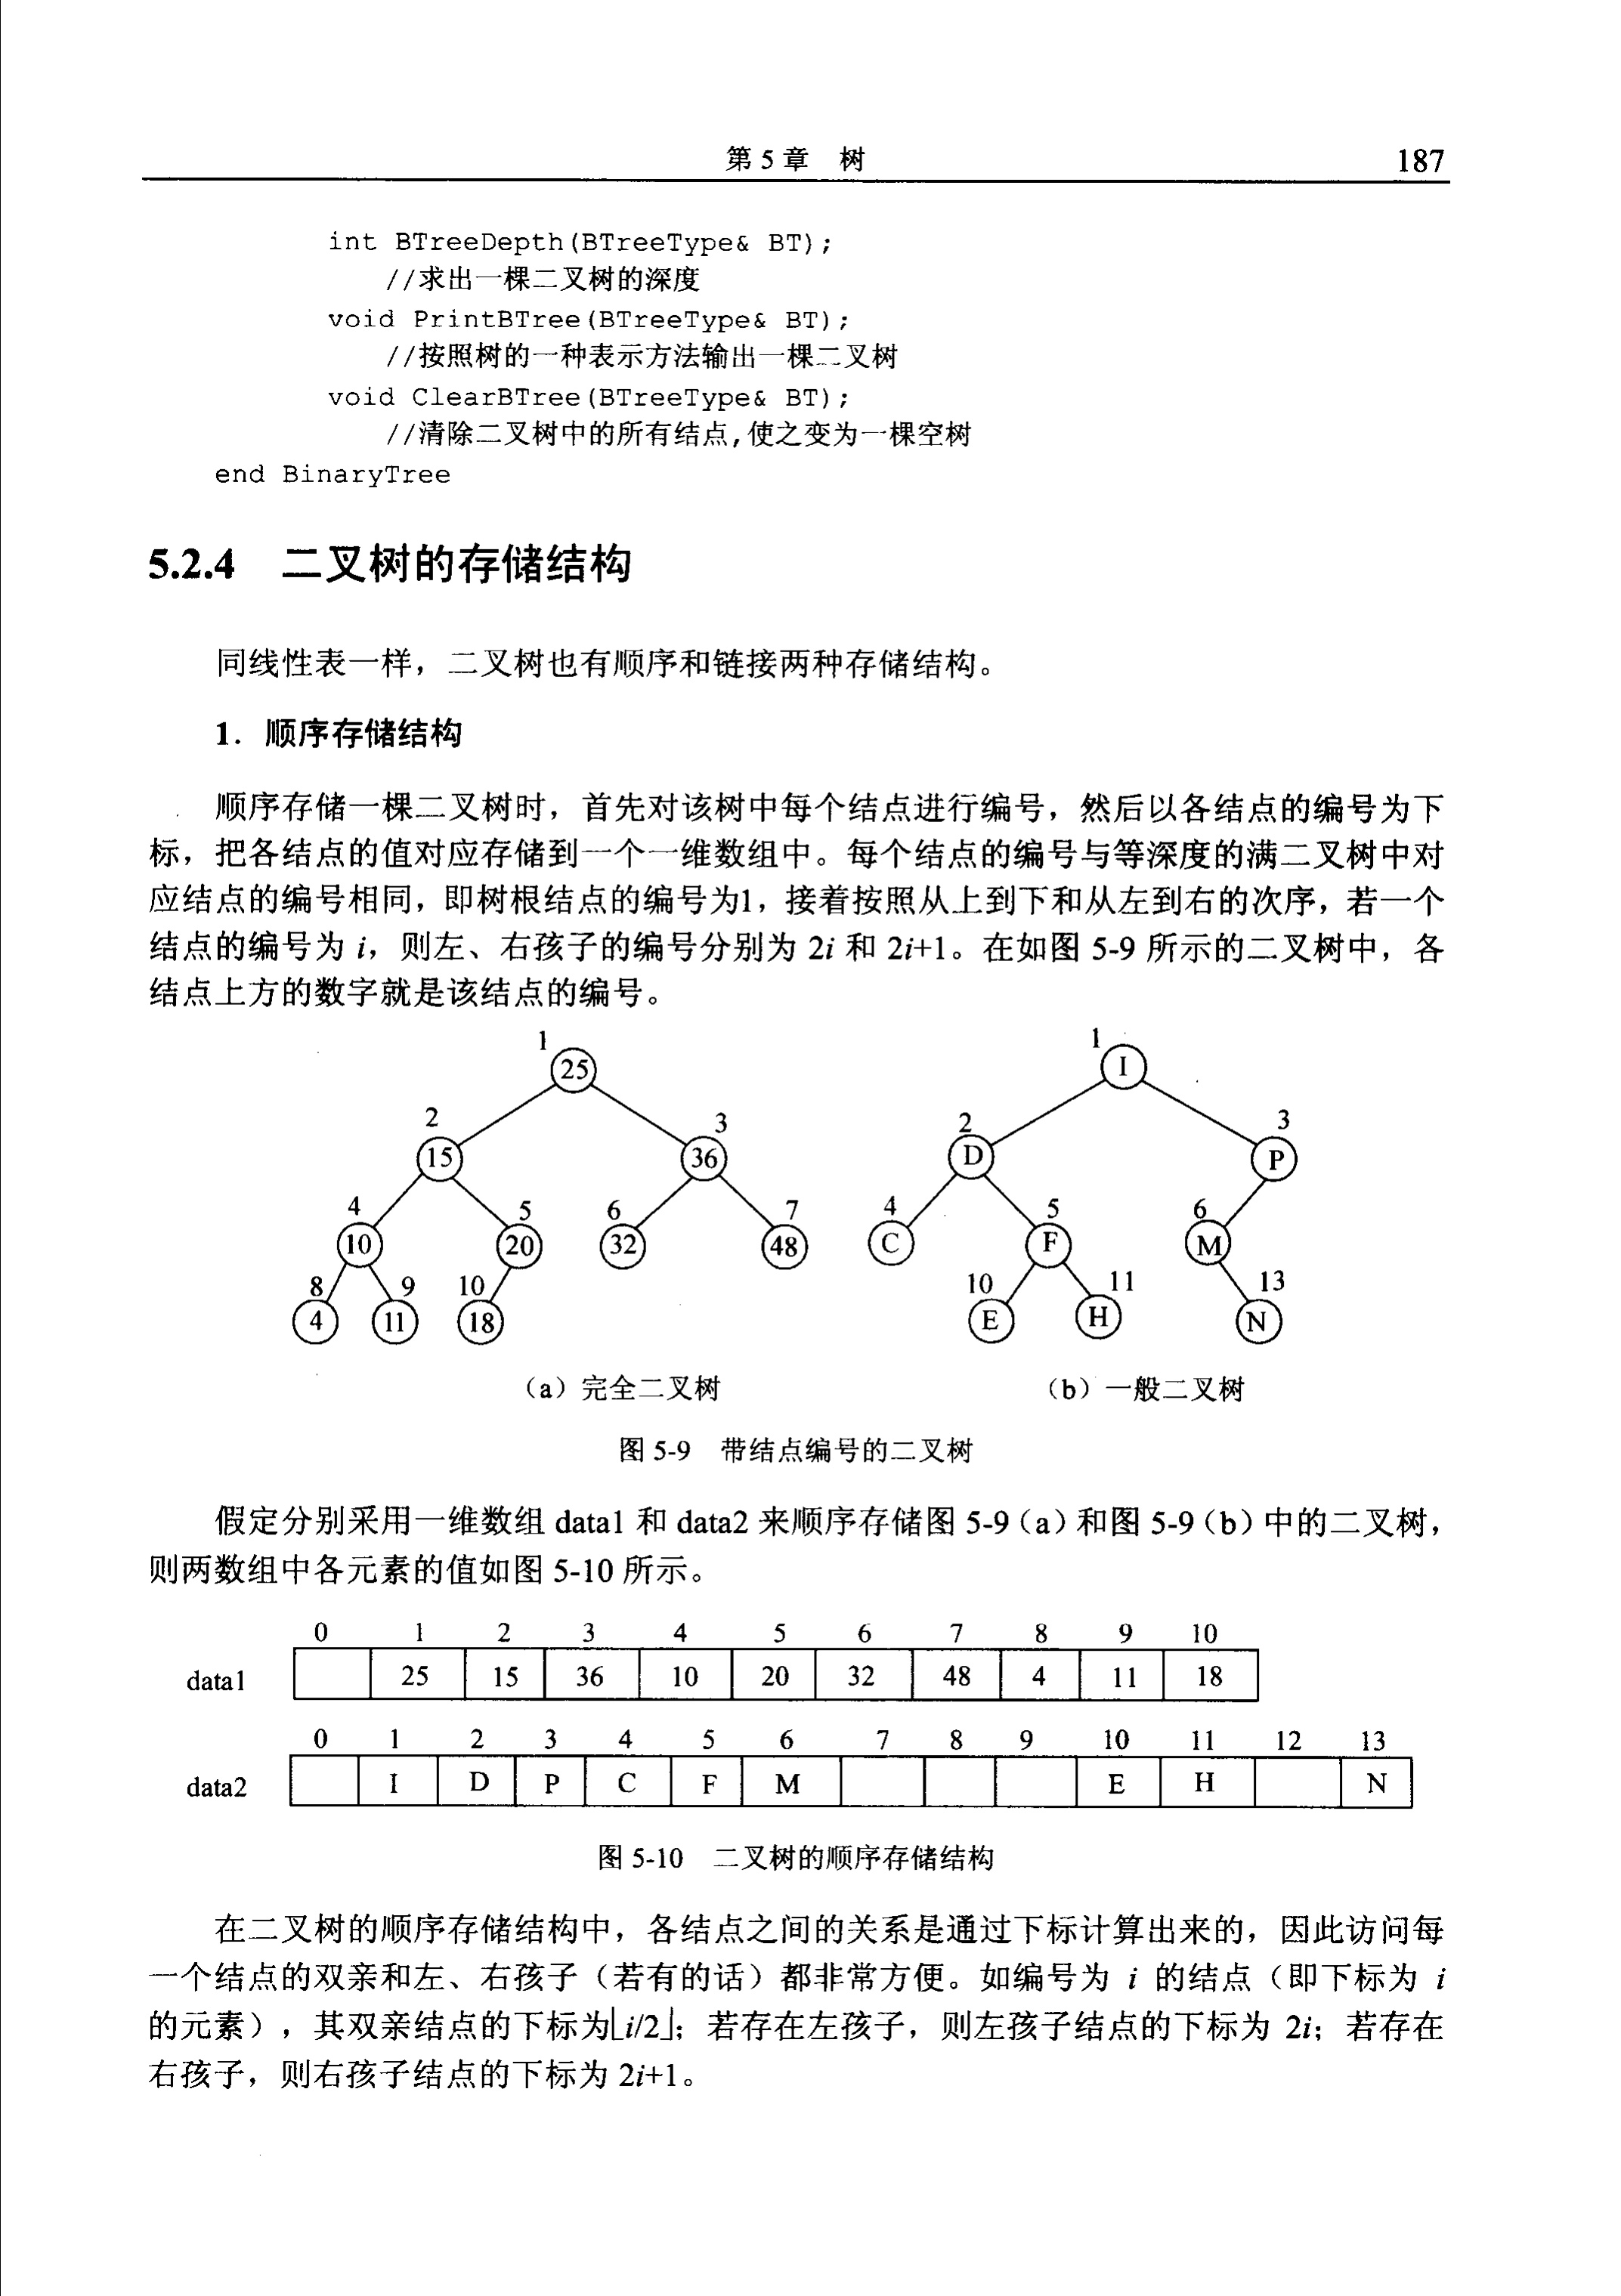 第 5 章 树 187
int BTreeDepth(BTreeType& BT);
//求出一棵二叉树的深度
void PrintBTree(BTreeType& BT);
//按照树的一种表示方法输出一棵二叉树
void ClearBTree(BTreeType& BT);
//清除二叉树中的所有结点,使之变为一棵空树
end BinaryTree
5.2.4 二叉树的存储结构
同线性表一样，二叉树也有顺序和链接两种存储结构。
1. 顺序存储结构
顺序存储一棵二叉树时，首先对该树中每个结点进行编号，然后以各结点的编号为下
标，把各结点的值对应存储到一个一维数组中。每个结点的编号与等深度的满二叉树中对
应结点的编号相同，即树根结点的编号为1，接着按照从上到下和从左到右的次序，若一个
结点的编号为 i，则左、右孩子的编号分别为 2i 和 2i+1。在如图 5-9 所示的二叉树中，各
结点上方的数字就是该结点的编号。
1 1
25 I
2 3 2 3
15 36 D P
4 5 6 7 4 5 6
10 20 32 48 C F M
8 9 10 10 11 13
4 11 18 E H N
（a）完全二叉树 （b）一般二叉树
图 5-9 带结点编号的二叉树
假定分别采用一维数组 data1 和 data2 来顺序存储图 5-9（a）和图 5-9（b）中的二叉树，
则两数组中各元素的值如图 5-10 所示。
0 1 2 3 4 5 6 7 8 9 10
data1 25 15 36 10 20 32 48 4 11 18
0 1 2 3 4 5 6 7 8 9 10 11 12 13
data2 I D P C F M E H N
图 5-10 二叉树的顺序存储结构
在二叉树的顺序存储结构中，各结点之间的关系是通过下标计算出来的，因此访问每
一个结点的双亲和左、右孩子（若有的话）都非常方便。如编号为 i 的结点（即下标为 i
的元素），其双亲结点的下标为⌊i/2⌋；若存在左孩子，则左孩子结点的下标为 2i；若存在
右孩子，则右孩子结点的下标为 2i+1。